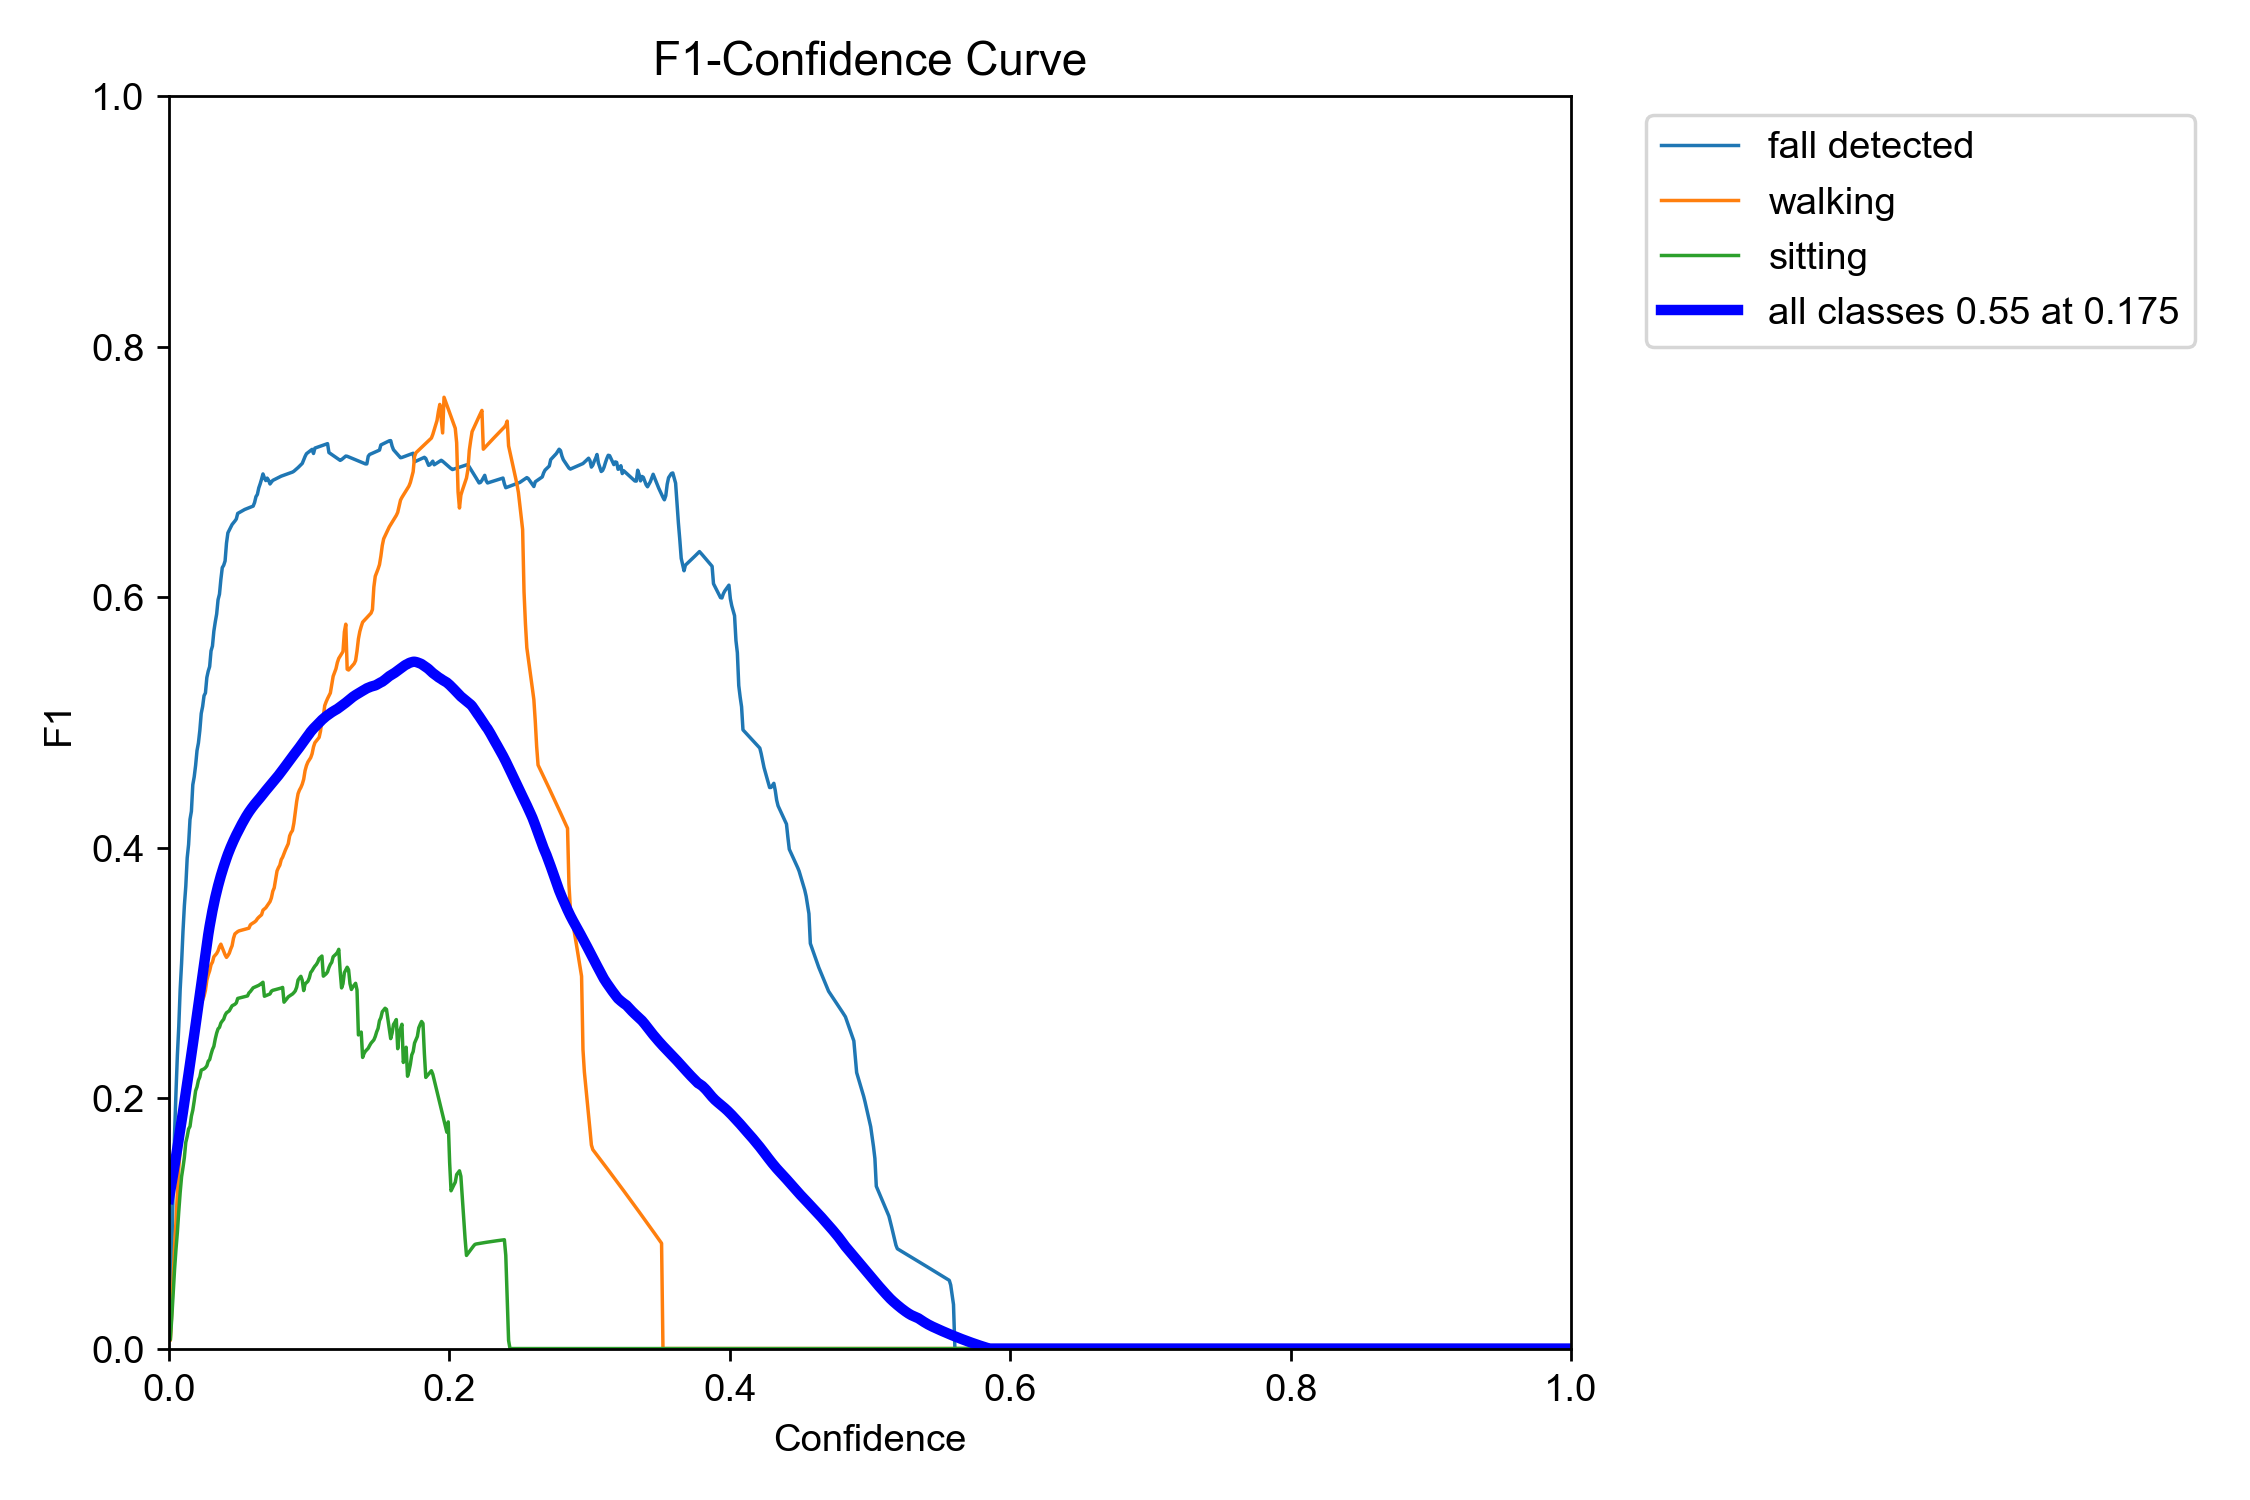 F1-Confidence Curve
1.0
0.8
0.6
0.4
0.2
0.0
F1
0.0 0.2 0.4 0.6 0.8 1.0
Confidence
fall detected
walking
sitting
all classes 0.55 at 0.175